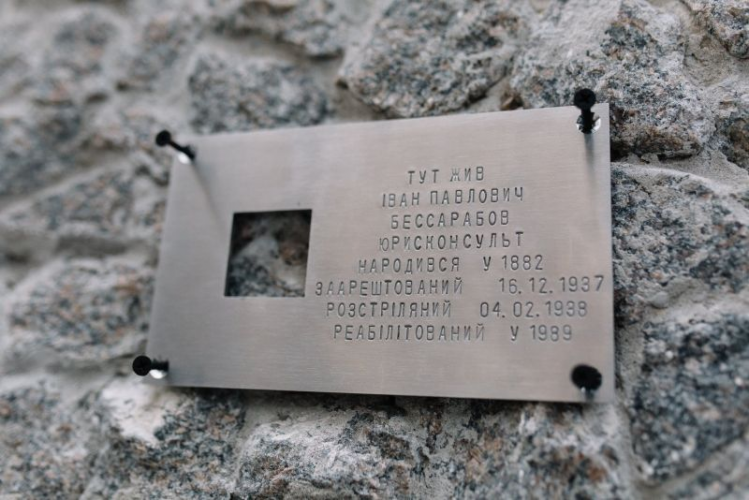 ТУТ ЖИВ
ІВАН ПАВЛОВИЧ
БЕССАРАБОВ
ЮРИСКОНСУЛЬТ
НАРОДИВСЯ У 1882
ЗААРЕШТОВАНИЙ 16.12.1937
РОЗСТРІЛЯНИЙ 04.02.1938
РЕАБІЛІТОВАНИЙ У 1989